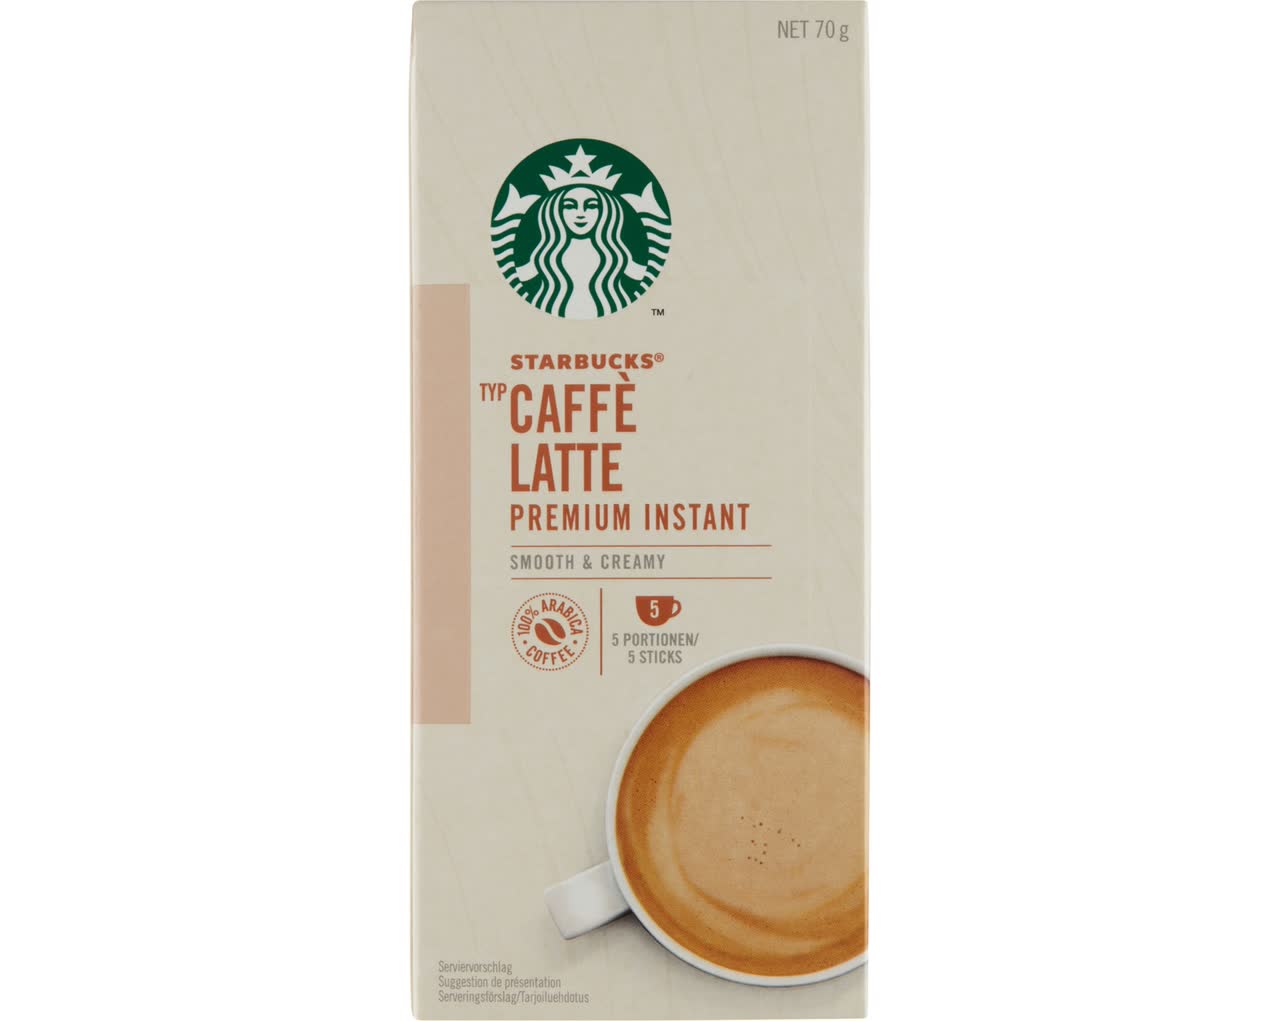 NET 70 g
TM
STARBUCKS®
TYP CAFFÈ
LATTE
PREMIUM INSTANT
SMOOTH & CREAMY
100% ARABICA
COFFEE
5
5 PORTIONEN/
5 STICKS
Serviervorschlag
Suggestion de présentation
Serveringsförslag/Tarjoiluehdotus